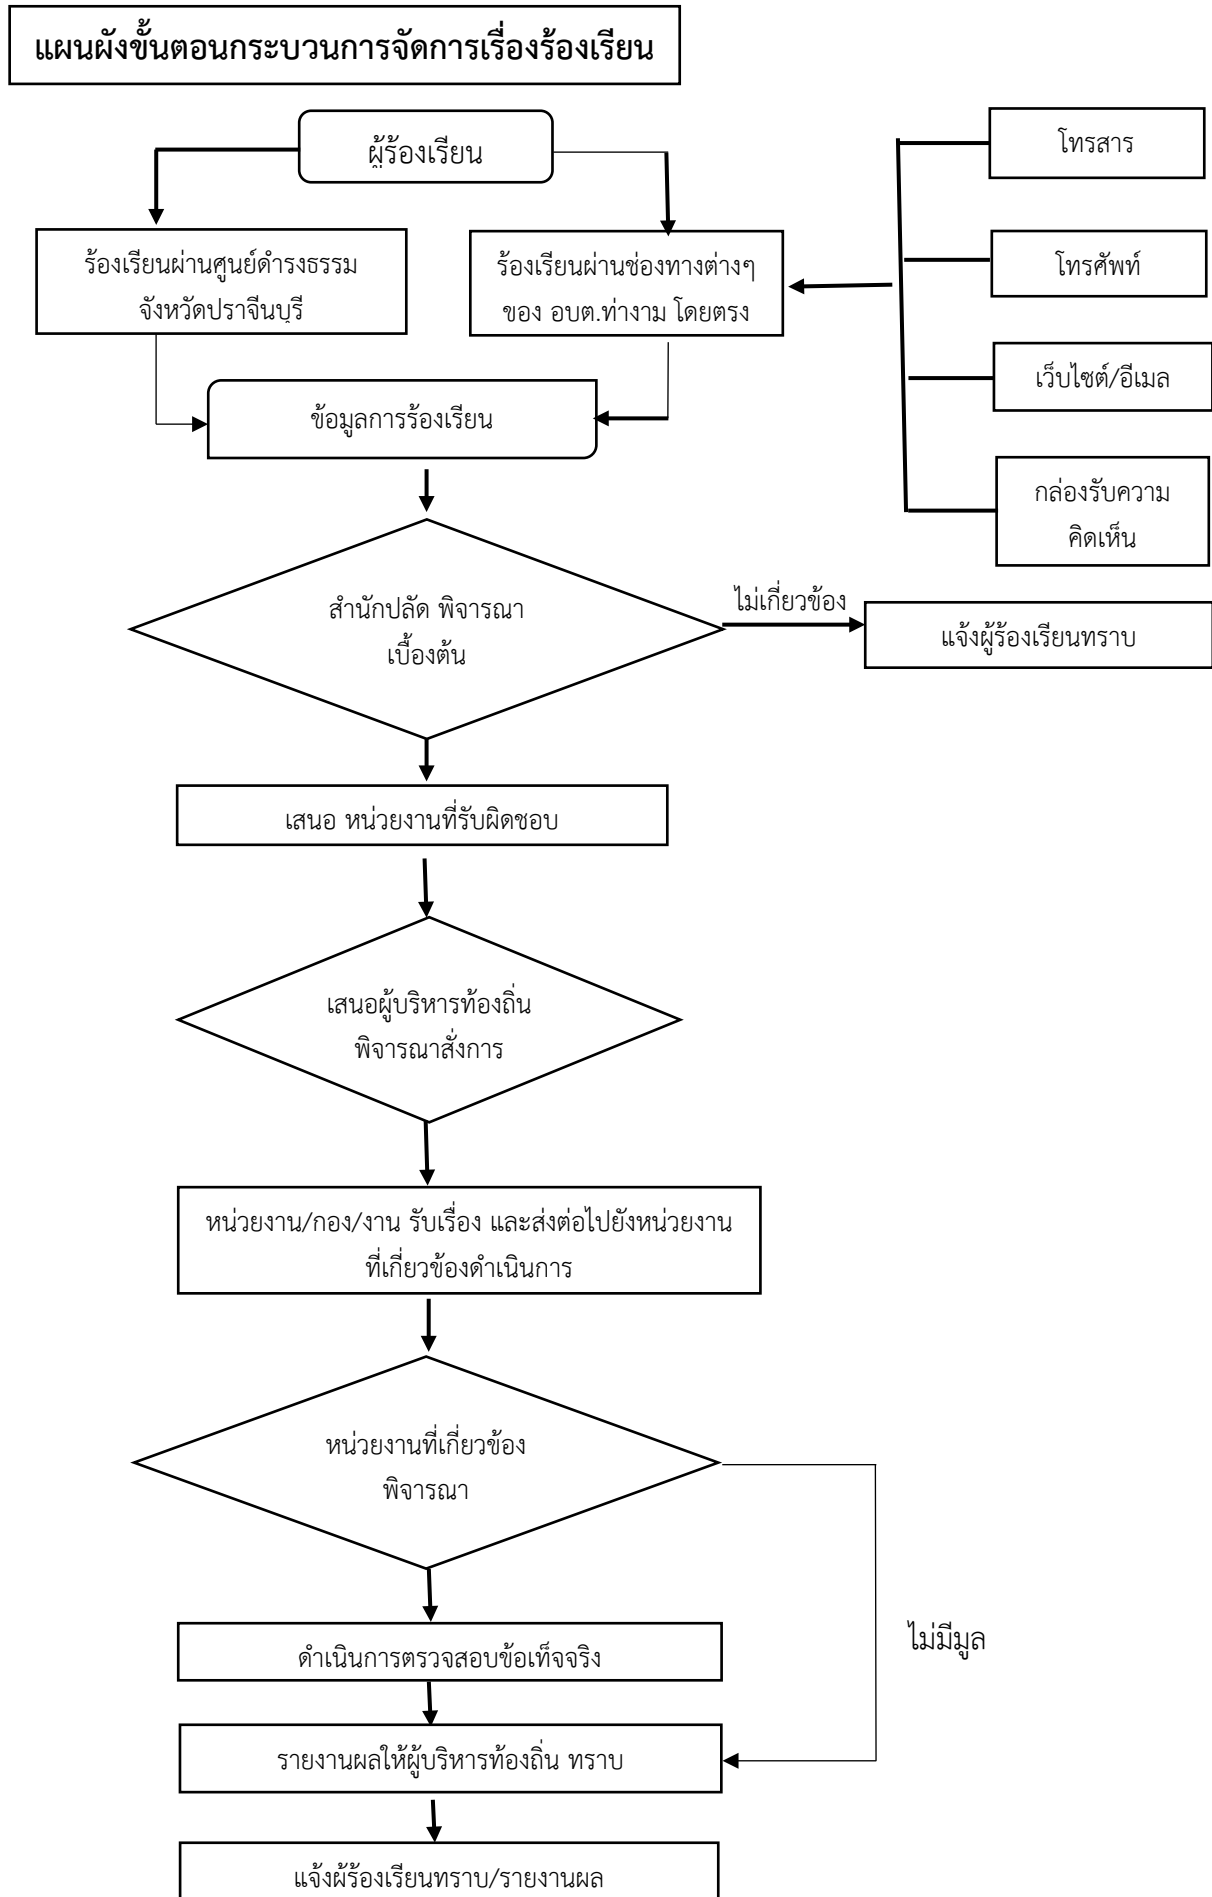 แผนผังขั้นตอนกระบวนการจัดการเรื่องร้องเรียน
ผู้ร้องเรียน
ร้องเรียนผ่านศูนย์ดำรงธรรม
จังหวัดปราจีนบุรี
ร้องเรียนผ่านช่องทางต่างๆ
ของ อบต.ท่างาม โดยตรง
โทรสาร
โทรศัพท์
เว็บไซต์/อีเมล
กล่องรับความ
คิดเห็น
ข้อมูลการร้องเรียน
สำนักปลัด พิจารณา
เบื้องต้น
ไม่เกี่ยวข้อง
แจ้งผู้ร้องเรียนทราบ
เสนอ หน่วยงานที่รับผิดชอบ
เสนอผู้บริหารท้องถิ่น
พิจารณาสั่งการ
หน่วยงาน/กอง/งาน รับเรื่อง และส่งต่อไปยังหน่วยงาน
ที่เกี่ยวข้องดำเนินการ
หน่วยงานที่เกี่ยวข้อง
พิจารณา
ดำเนินการตรวจสอบข้อเท็จจริง
ไม่มีมูล
รายงานผลให้ผู้บริหารท้องถิ่น ทราบ
แจ้งผู้ร้องเรียนทราบ/รายงานผล